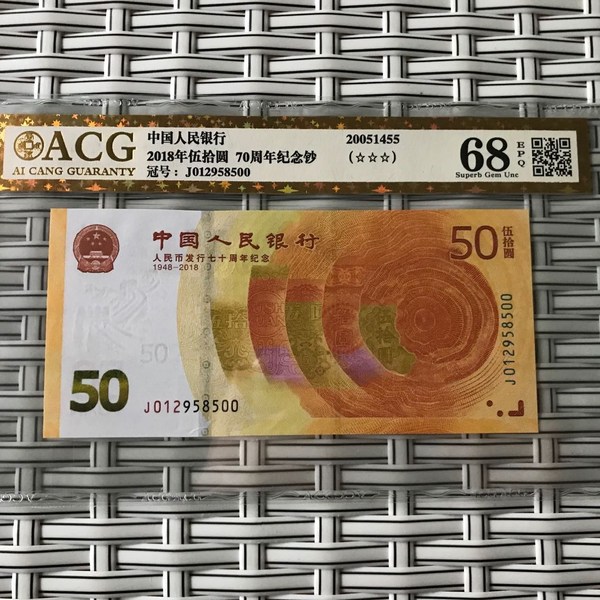 ACG
AI CANG GUARANTY
中国人民银行
2018年伍拾圆 70周年纪念钞
冠号：J012958500
20051455
(☆☆☆)
68
EPQ
Superb Gem Unc
中国人民银行
人民币发行七十周年纪念
1948-2018
50
伍拾圆
50
50
J012958500
J012958500